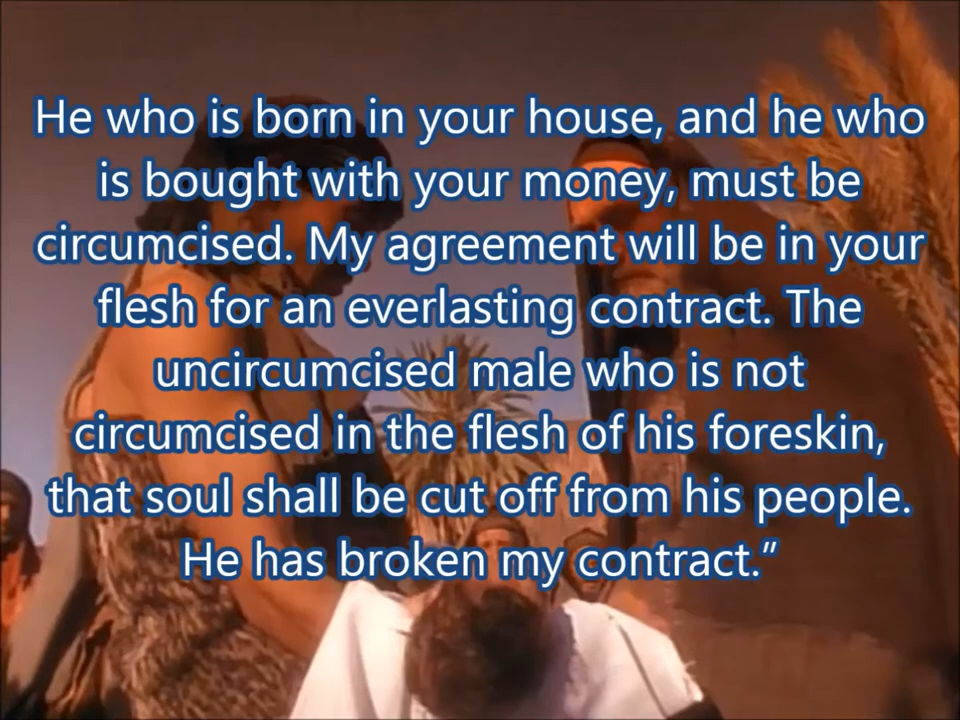 He who is born in your house, and he who
is bought with your money, must be
circumcised. My agreement will be in your
flesh for an everlasting contract. The
uncircumcised male who is not
circumcised in the flesh of his foreskin,
that soul shall be cut off from his people.
He has broken my contract.”